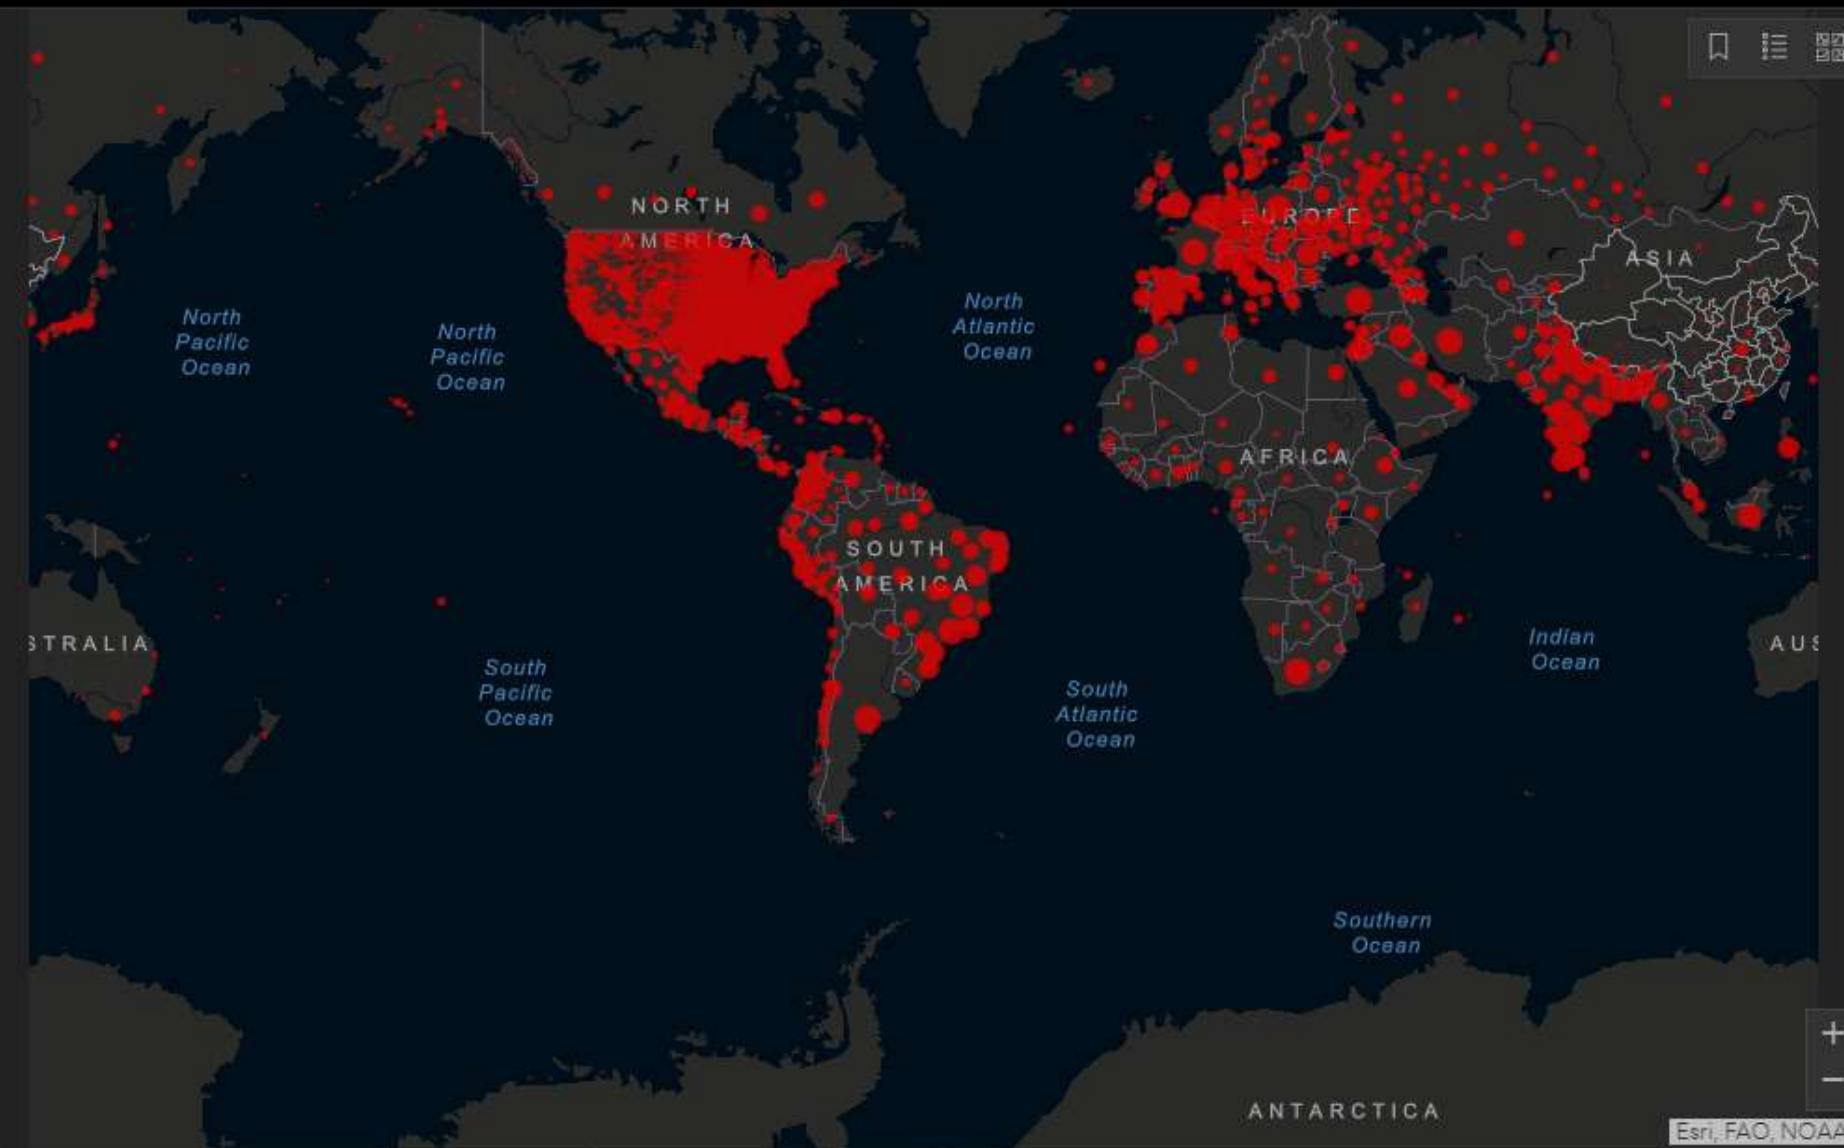 NORTH
AMERICA
EUROPE
ASIA
North
Pacific
Ocean
North
Pacific
Ocean
North
Atlantic
Ocean
AFRICA
SOUTH
AMERICA
STRALIA
South
Pacific
Ocean
South
Atlantic
Ocean
Indian
Ocean
AUS
Southern
Ocean
ANTARCTICA
Esri, FAO, NOAA